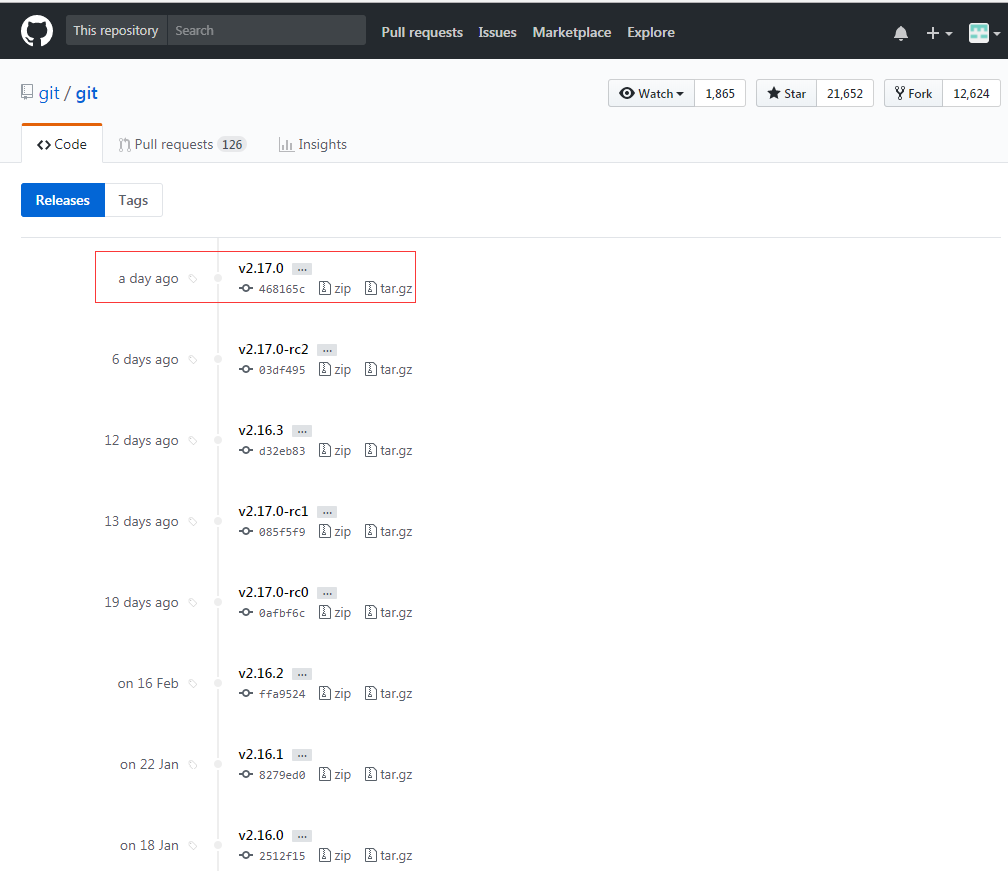 This repository Search Pull requests Issues Marketplace Explore
git / git Watch 1,865 Star 21,652 Fork 12,624
Code Pull requests 126 Insights
Releases Tags
v2.17.0 ...
a day ago
468165c zip tar.gz
v2.17.0-rc2 ...
6 days ago
03df495 zip tar.gz
v2.16.3 ...
12 days ago
d32eb83 zip tar.gz
v2.17.0-rc1 ...
13 days ago
085f5f9 zip tar.gz
v2.17.0-rc0 ...
19 days ago
0afbf6c zip tar.gz
v2.16.2 ...
on 16 Feb
ffa9524 zip tar.gz
v2.16.1 ...
on 22 Jan
8279ed0 zip tar.gz
v2.16.0 ...
on 18 Jan
2512f15 zip tar.gz